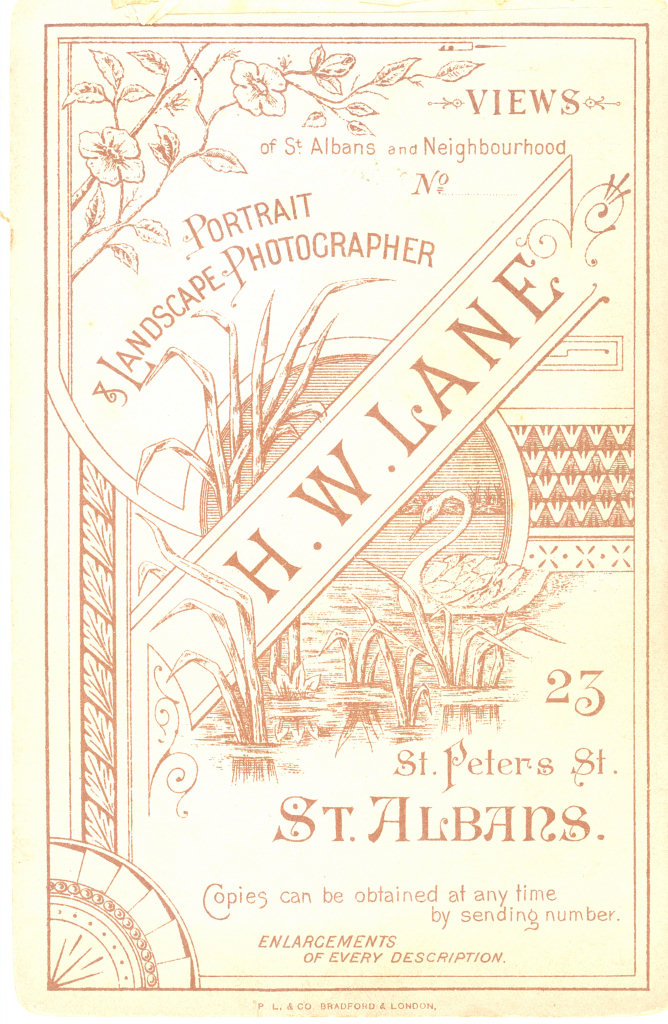 VIEWS
of St Albans and Neighbourhood
No
PORTRAIT
& LANDSCAPE PHOTOGRAPHER
H. W. LANE
23
St. Peters St.
ST. ALBANS.
Copies can be obtained at any time
by sending number.
ENLARGEMENTS
OF EVERY DESCRIPTION.
P. L. & CO. BRADFORD & LONDON,